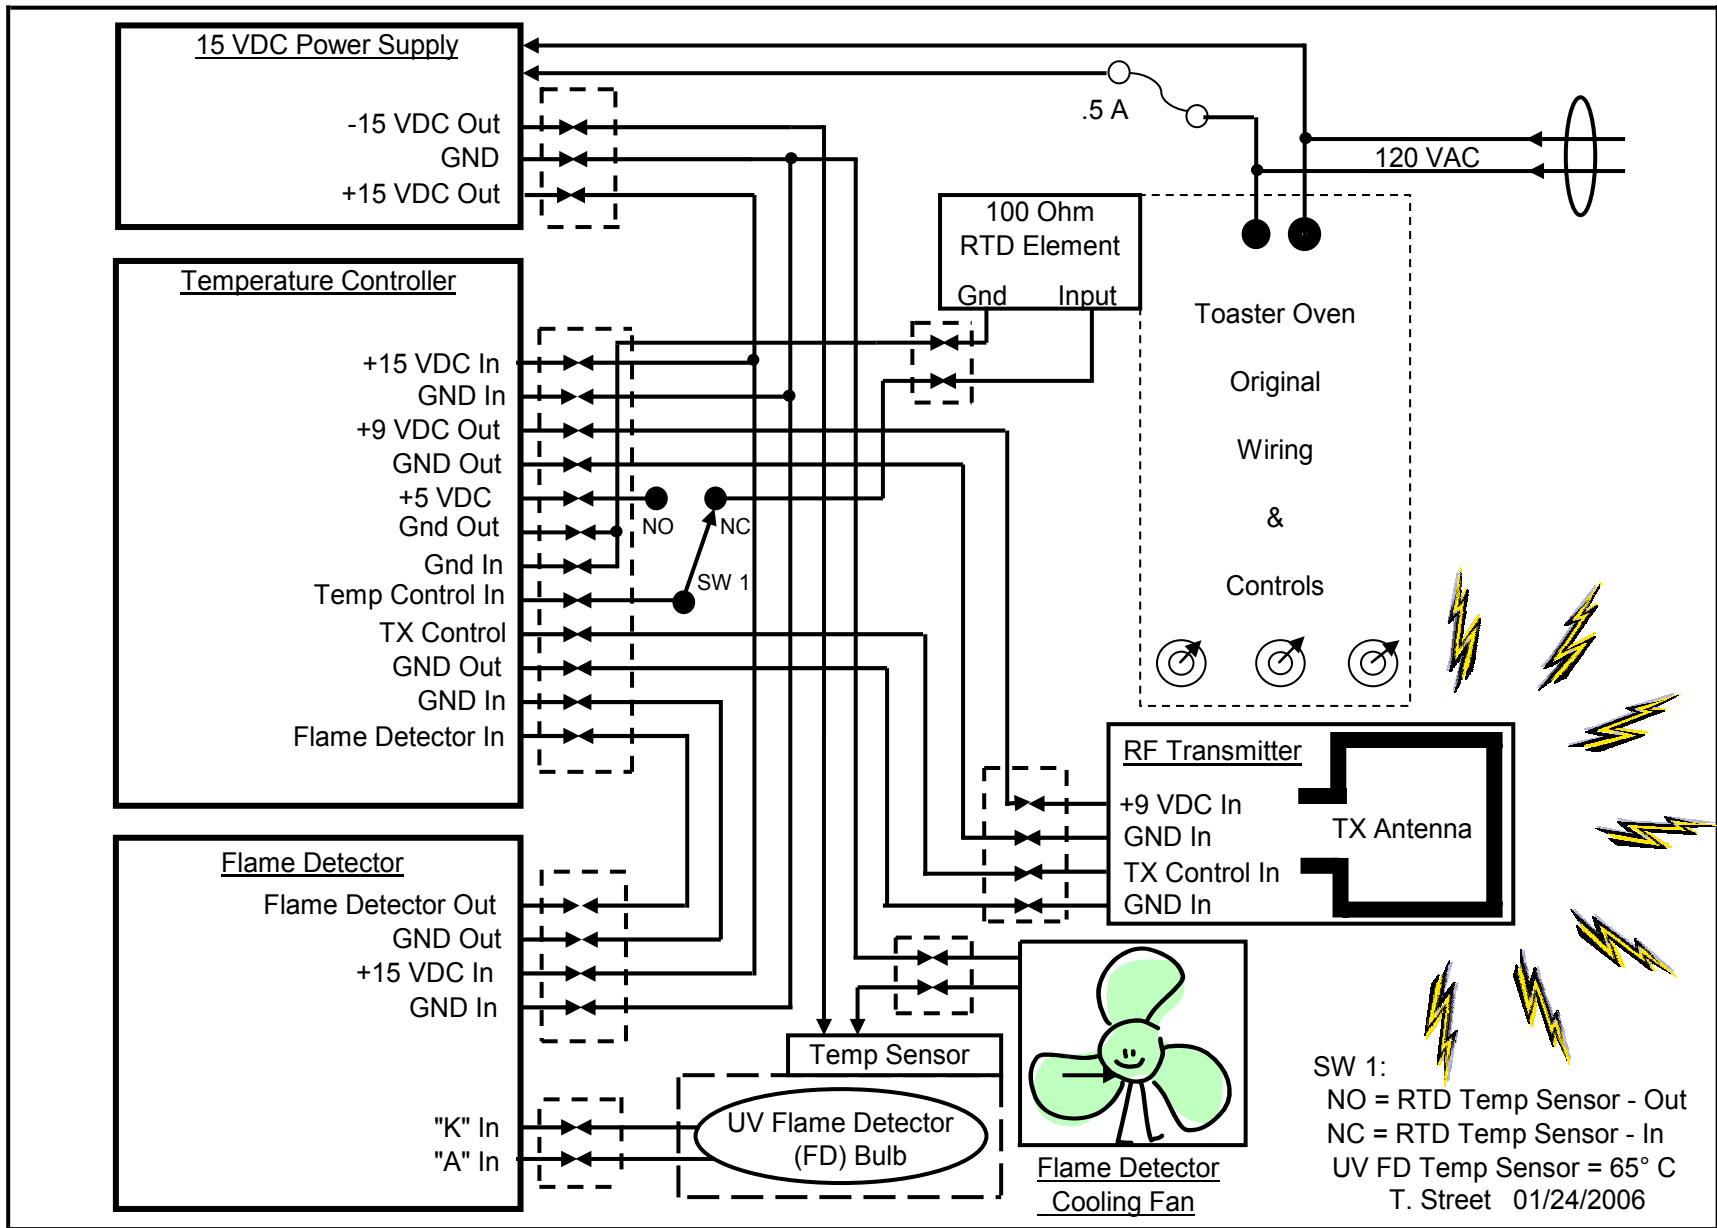 15 VDC Power Supply
-15 VDC Out
GND
+15 VDC Out
.5 A
120 VAC
100 Ohm
RTD Element
Gnd Input
Temperature Controller
+15 VDC In
GND In
+9 VDC Out
GND Out
+5 VDC
Gnd Out
Gnd In
Temp Control In
TX Control
GND Out
GND In
Flame Detector In
NO
NC
SW 1
Toaster Oven
Original
Wiring
&
Controls
RF Transmitter
+9 VDC In
GND In
TX Control In
GND In
TX Antenna
Flame Detector
Flame Detector Out
GND Out
+15 VDC In
GND In
"K" In
"A" In
Temp Sensor
UV Flame Detector
(FD) Bulb
Flame Detector
Cooling Fan
SW 1:
NO = RTD Temp Sensor - Out
NC = RTD Temp Sensor - In
UV FD Temp Sensor = 65° C
T. Street 01/24/2006